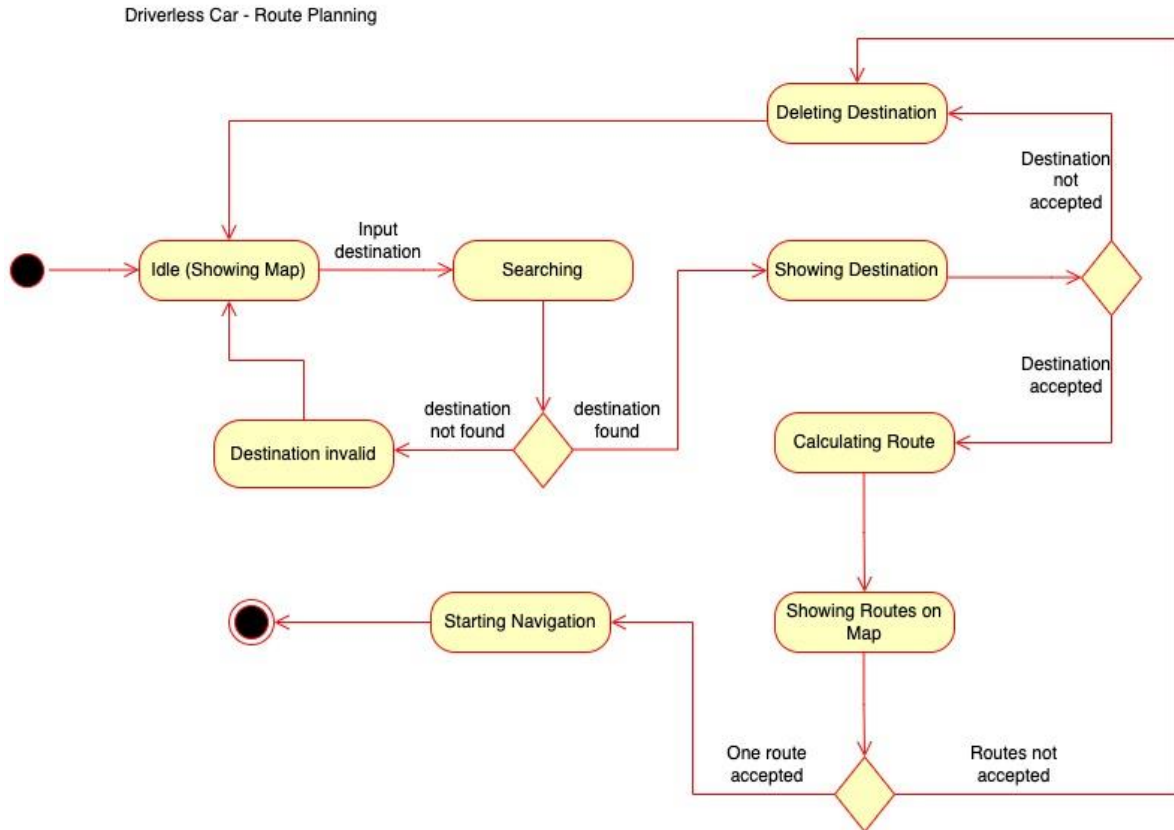 Driverless Car - Route Planning
Deleting Destination
Destination
not
accepted
Input
destination
Idle (Showing Map)
Searching
Showing Destination
Destination
accepted
destination
not found
destination
found
Destination invalid
Calculating Route
Starting Navigation
Showing Routes on
Map
One route
accepted
Routes not
accepted